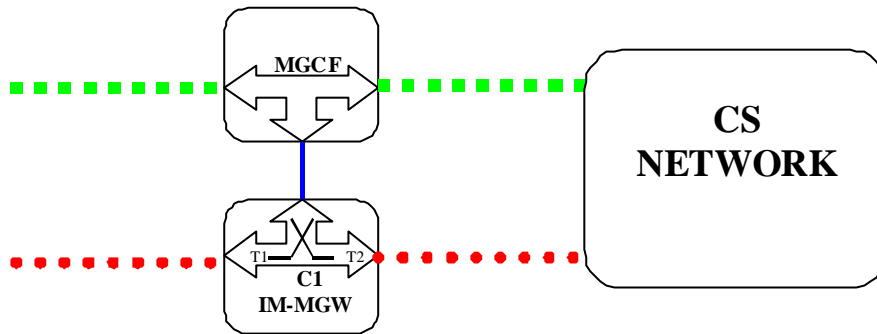 MGCF
CS
NETWORK
T1 T2
C1
IM-MGW